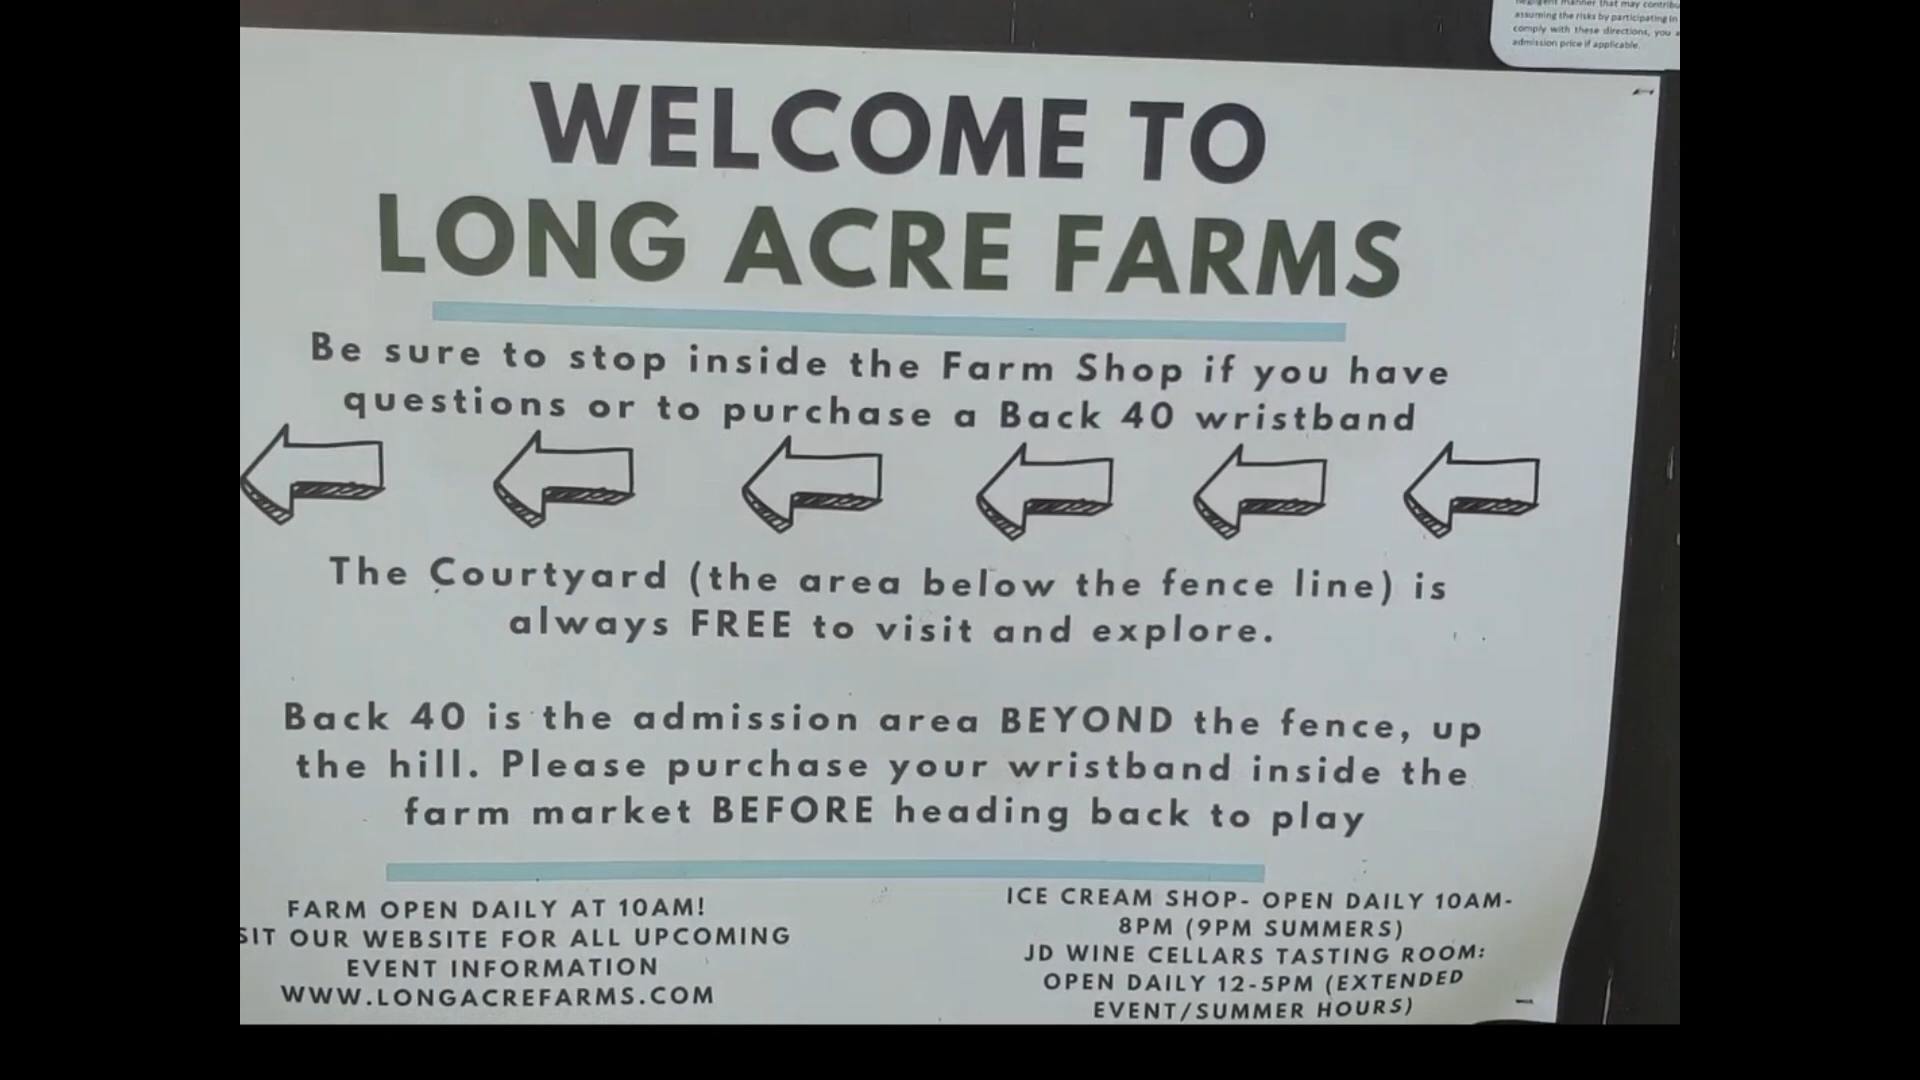 negligent manner that may
assuming the risks by participating in
comply with these directions, you
admission price if applicable.
WELCOME TO
LONG ACRE FARMS
Be sure to stop inside the Farm Shop if you have
questions or to purchase a Back 40 wristband
The Courtyard (the area below the fence line) is
always FREE to visit and explore.
Back 40 is the admission area BEYOND the fence, up
the hill. Please purchase your wristband inside the
farm market BEFORE heading back to play
FARM OPEN DAILY AT 10AM!
SIT OUR WEBSITE FOR ALL UPCOMING
EVENT INFORMATION
WWW.LONGACREFARMS.COM
ICE CREAM SHOP- OPEN DAILY 10AM-
8PM (9PM SUMMERS)
JD WINE CELLARS TASTING ROOM:
OPEN DAILY 12-5PM (EXTENDED
EVENT/SUMMER HOURS)